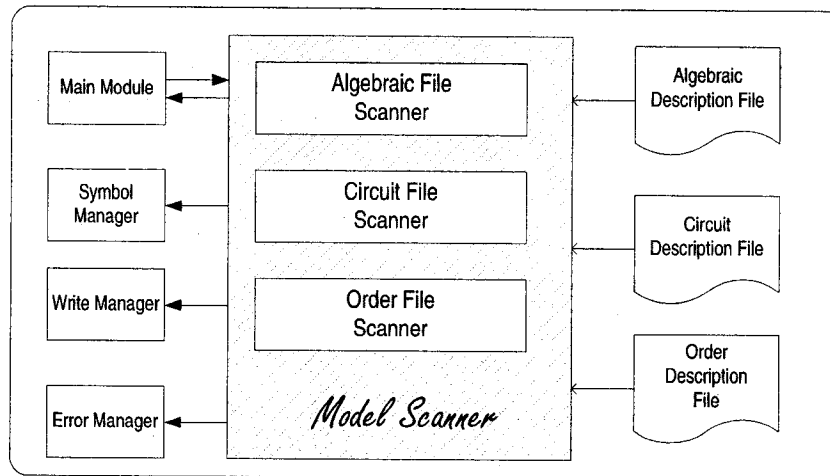 Main Module
Symbol
Manager
Write Manager
Error Manager
Algebraic File
Scanner
Circuit File
Scanner
Order File
Scanner
Model Scanner
Algebraic
Description File
Circuit
Description File
Order
Description
File